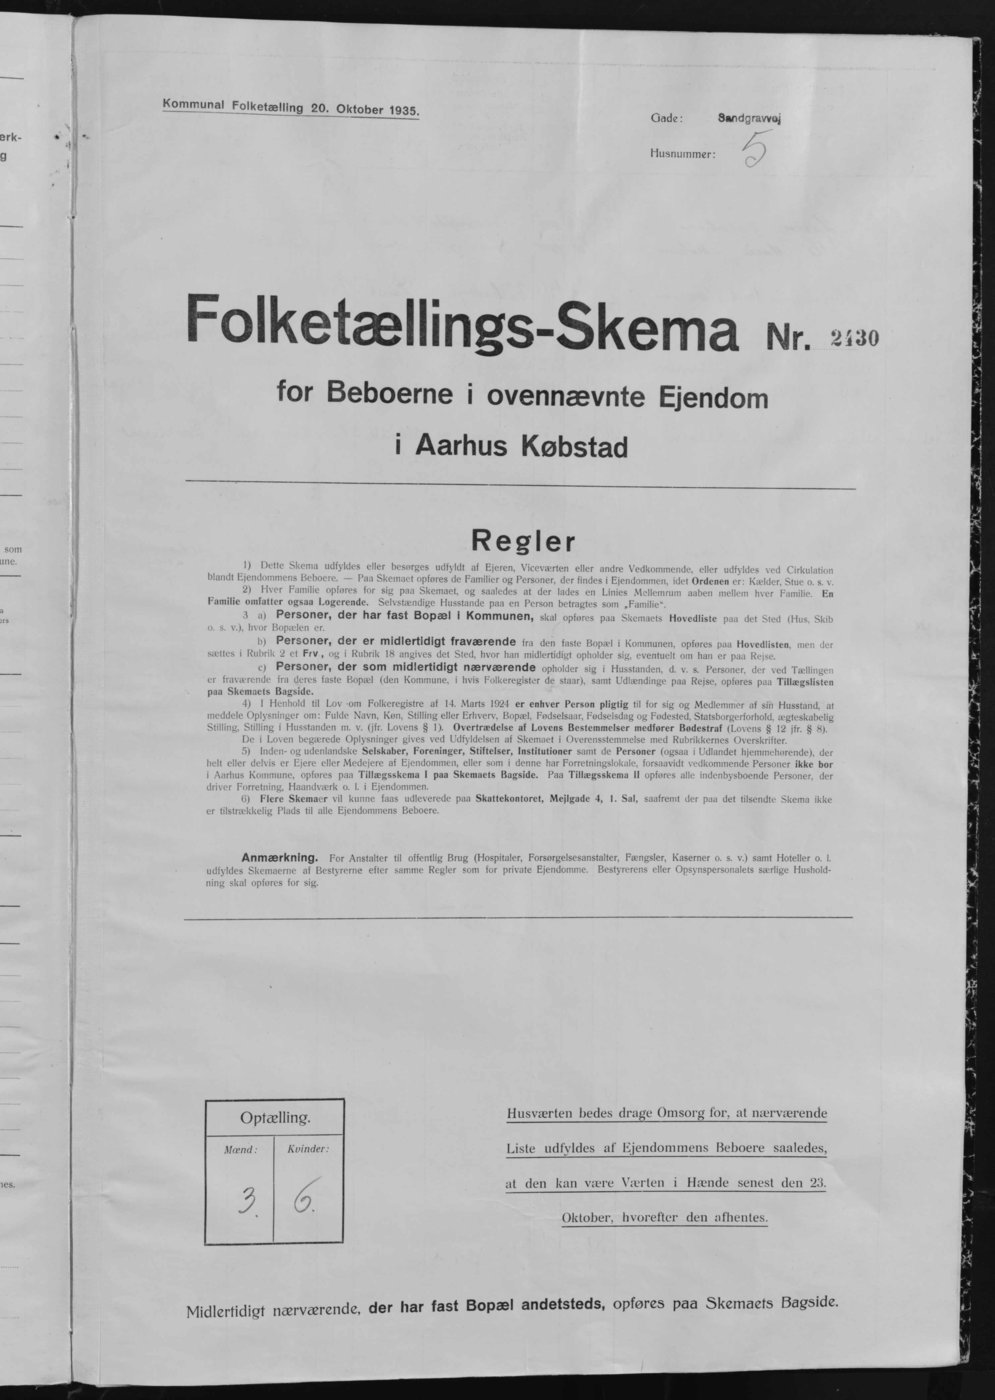 Kommunal Folketælling 20. Oktober 1935.
Gade: Sandgravvej
Husnummer: 5
Folketællings-Skema Nr. 2430
for Beboerne i ovennævnte Ejendom
i Aarhus Købstad
Regler
1) Dette Skema udfyldes eller besørges udfyldt af Ejeren, Viceværten eller andre Vedkommende, eller udfyldes ved Cirkulation
blandt Ejendommens Beboere. — Paa Skemaet opføres de Familier og Personer, der findes i Ejendommen, idet Ordenen er: Kælder, Stue o. s. v.
2) Hver Familie opføres for sig paa Skemaet, og saaledes at der lades en Linies Mellemrum aaben mellem hver Familie. En
Familie omfatter ogsaa Logerende. Selvstændige Husstande paa en Person betragtes som „Familie“.
3 a) Personer, der har fast Bopæl i Kommunen, skal opføres paa Skemaets Hovedliste paa det Sted (Hus, Skib
o. s. v.), hvor Bopælen er.
b) Personer, der er midlertidigt fraværende fra den faste Bopæl i Kommunen, opføres paa Hovedlisten, men der
sættes i Rubrik 2 et Frv., og i Rubrik 18 angives det Sted, hvor han midlertidigt opholder sig, eventuelt om han er paa Rejse.
c) Personer, der som midlertidigt nærværende opholder sig i Husstanden, d. v. s. Personer, der ved Tællingen
er fraværende fra deres faste Bopæl (den Kommune, i hvis Folkeregister de staar), samt Udlændinge paa Rejse, opføres paa Tillægslisten
paa Skemaets Bagside.
4) I Henhold til Lov om Folkeregistre af 14. Marts 1924 er enhver Person pligtig til for sig og Medlemmer af sin Husstand, at
meddele Oplysninger om: Fulde Navn, Køn, Stilling eller Erhverv, Bopæl, Fødselsaar, Fødselsdag og Fødested, Statsborgerforhold, ægteskabelig
Stilling, Stilling i Husstanden m. v. (jfr. Lovens § 1). Overtrædelse af Lovens Bestemmelser medfører Bødestraf (Lovens § 12 jfr. § 8).
De i Loven begærede Oplysninger gives ved Udfyldelsen af Skemaet i Overensstemmelse med Rubrikkernes Overskrifter.
5) Inden- og udenlandske Selskaber, Foreninger, Stiftelser, Institutioner samt de Personer (ogsaa i Udlandet hjemmehørende), der
helt eller delvis er Ejere eller Medejere af Ejendommen, eller som i denne har Forretningslokale, forsaavidt vedkommende Personer ikke bor
i Aarhus Kommune, opføres paa Tillægsskema I paa Skemaets Bagside. Paa Tillægsskema II opføres alle indenbysboende Personer, der
driver Forretning, Haandværk o. l. i Ejendommen.
6) Flere Skemaer vil kunne faas udleverede paa Skattekontoret, Mejlgade 4, 1. Sal, saafremt der paa det tilsendte Skema ikke
er tilstrækkelig Plads til alle Ejendommens Beboere.
Anmærkning. For Anstalter til offentlig Brug (Hospitaler, Forsørgelsesanstalter, Fængsler, Kaserner o. s. v.) samt Hoteller o. l.
udfyldes Skemaerne af Bestyrerne efter samme Regler som for private Ejendomme. Bestyrerens eller Opsynspersonalets særlige Hushold-
ning skal opføres for sig.
Optælling.
Mænd: Kvinder:
3. 6.
Husværten bedes drage Omsorg for, at nærværende
Liste udfyldes af Ejendommens Beboere saaledes,
at den kan være Værten i Hænde senest den 23.
Oktober, hvorefter den afhentes.
Midlertidigt nærværende, der har fast Bopæl andetsteds, opføres paa Skemaets Bagside.